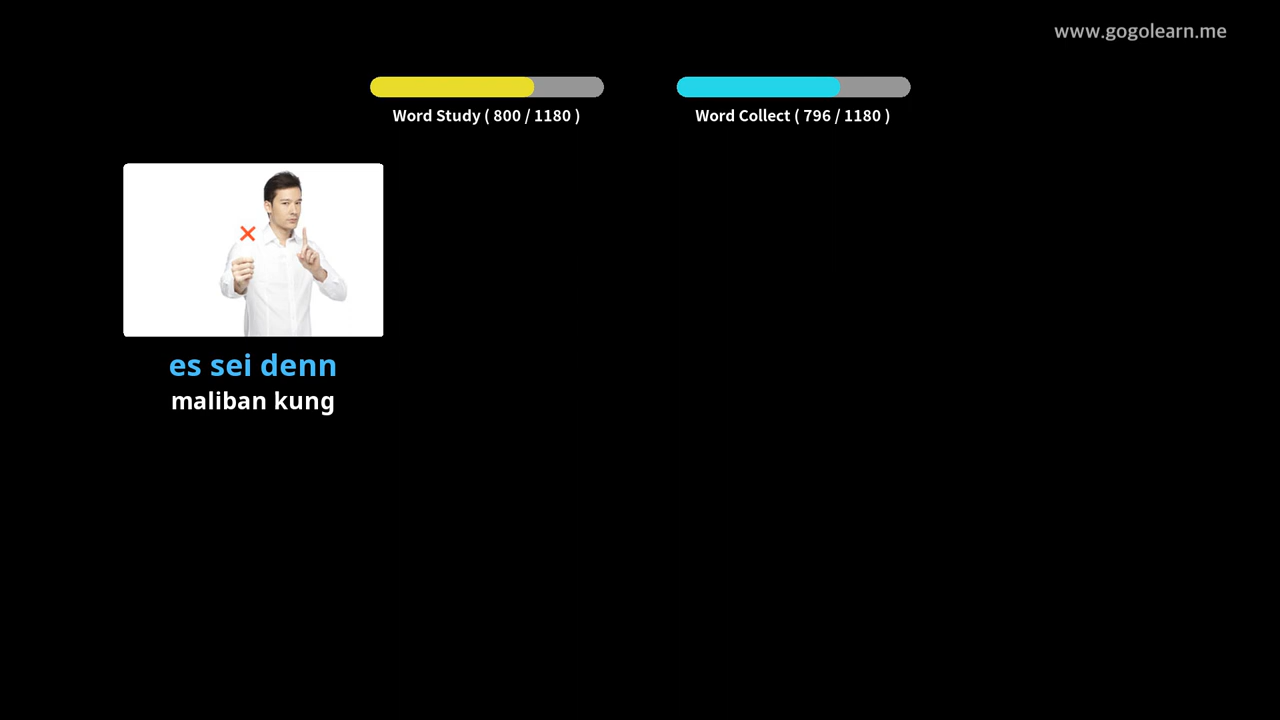 www.gogolearn.me
Word Study ( 800 / 1180 )
Word Collect ( 796 / 1180 )
es sei denn
maliban kung